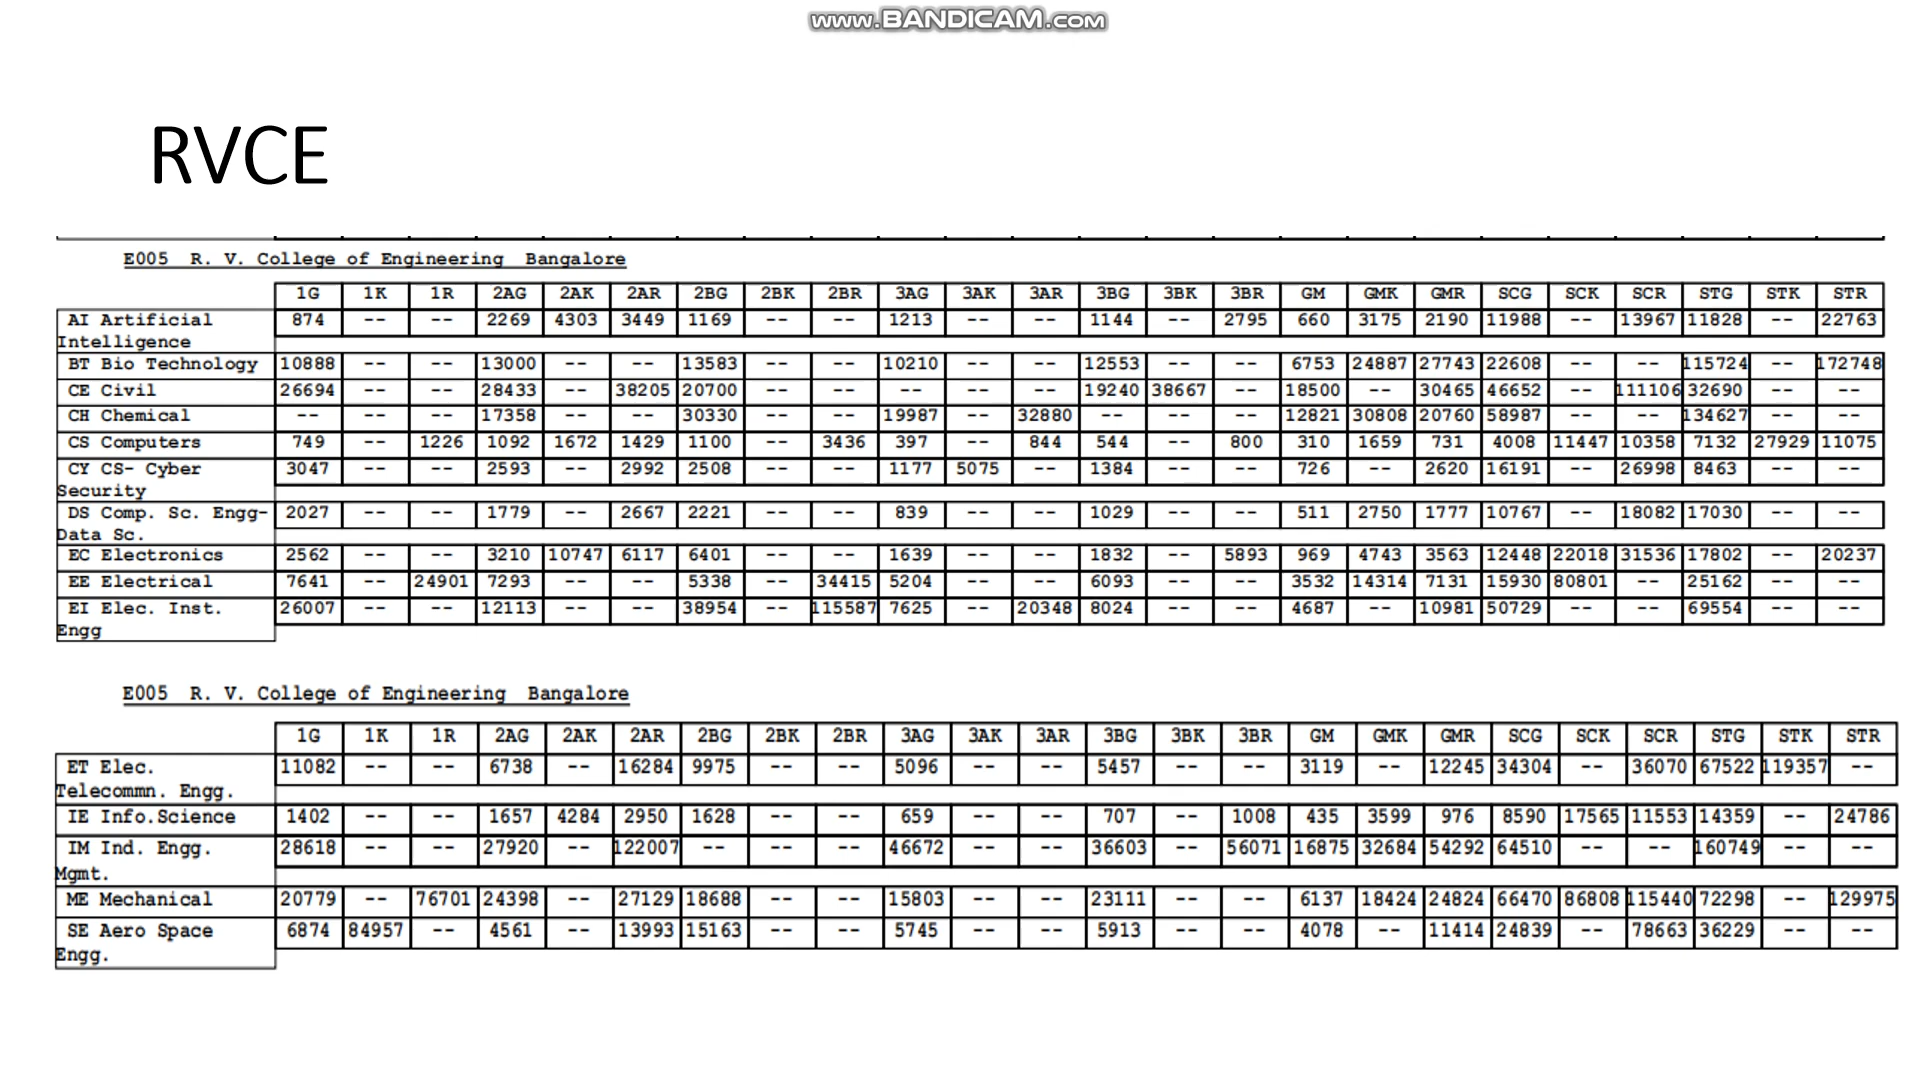 www.BANDICAM.com
RVCE
E005 R. V. College of Engineering Bangalore
1G 1K 1R 2AG 2AK 2AR 2BG 2BK 2BR 3AG 3AK 3AR 3BG 3BK 3BR GM GMK GMR SCG SCK SCR STG STK STR
AI Artificial 874 -- -- 2269 4303 3449 1169 -- -- 1213 -- -- 1144 -- 2795 660 3175 2190 11988 -- 13967 11828 -- 22763
Intelligence
BT Bio Technology 10888 -- -- 13000 -- -- 13583 -- -- 10210 -- -- 12553 -- -- 6753 24887 27743 22608 -- -- 115724 -- 172748
CE Civil 26694 -- -- 28433 -- 38205 20700 -- -- -- -- -- 19240 38667 -- 18500 -- 30465 46652 -- 111106 32690 -- --
CH Chemical -- -- -- 17358 -- -- 30330 -- -- 19987 -- 32880 -- -- -- 12821 30808 20760 58987 -- -- 134627 -- --
CS Computers 749 -- 1226 1092 1672 1429 1100 -- 3436 397 -- 844 544 -- 800 310 1659 731 4008 11447 10358 7132 27929 11075
CY CS- Cyber 3047 -- -- 2593 -- 2992 2508 -- -- 1177 5075 -- 1384 -- -- 726 -- 2620 16191 -- 26998 8463 -- --
Security
DS Comp. Sc. Engg- 2027 -- -- 1779 -- 2667 2221 -- -- 839 -- -- 1029 -- -- 511 2750 1777 10767 -- 18082 17030 -- --
Data Sc.
EC Electronics 2562 -- -- 3210 10747 6117 6401 -- -- 1639 -- -- 1832 -- 5893 969 4743 3563 12448 22018 31536 17802 -- 20237
EE Electrical 7641 -- 24901 7293 -- -- 5338 -- 34415 5204 -- -- 6093 -- -- 3532 14314 7131 15930 80801 -- 25162 -- --
EI Elec. Inst. 26007 -- -- 12113 -- -- 38954 -- 115587 7625 -- 20348 8024 -- -- 4687 -- 10981 50729 -- -- 69554 -- --
Engg
E005 R. V. College of Engineering Bangalore
1G 1K 1R 2AG 2AK 2AR 2BG 2BK 2BR 3AG 3AK 3AR 3BG 3BK 3BR GM GMK GMR SCG SCK SCR STG STK STR
ET Elec. 11082 -- -- 6738 -- 16284 9975 -- -- 5096 -- -- 5457 -- -- 3119 -- 12245 34304 -- 36070 67522 119357 --
Telecommn. Engg.
IE Info.Science 1402 -- -- 1657 4284 2950 1628 -- -- 659 -- -- 707 -- 1008 435 3599 976 8590 17565 11553 14359 -- 24786
IM Ind. Engg. 28618 -- -- 27920 -- 122007 -- -- -- 46672 -- -- 36603 -- 56071 16875 32684 54292 64510 -- -- 160749 -- --
Mgmt.
ME Mechanical 20779 -- 76701 24398 -- 27129 18688 -- -- 15803 -- -- 23111 -- -- 6137 18424 24824 66470 86808 115440 72298 -- 129975
SE Aero Space 6874 84957 -- 4561 -- 13993 15163 -- -- 5745 -- -- 5913 -- -- 4078 -- 11414 24839 -- 78663 36229 -- --
Engg.